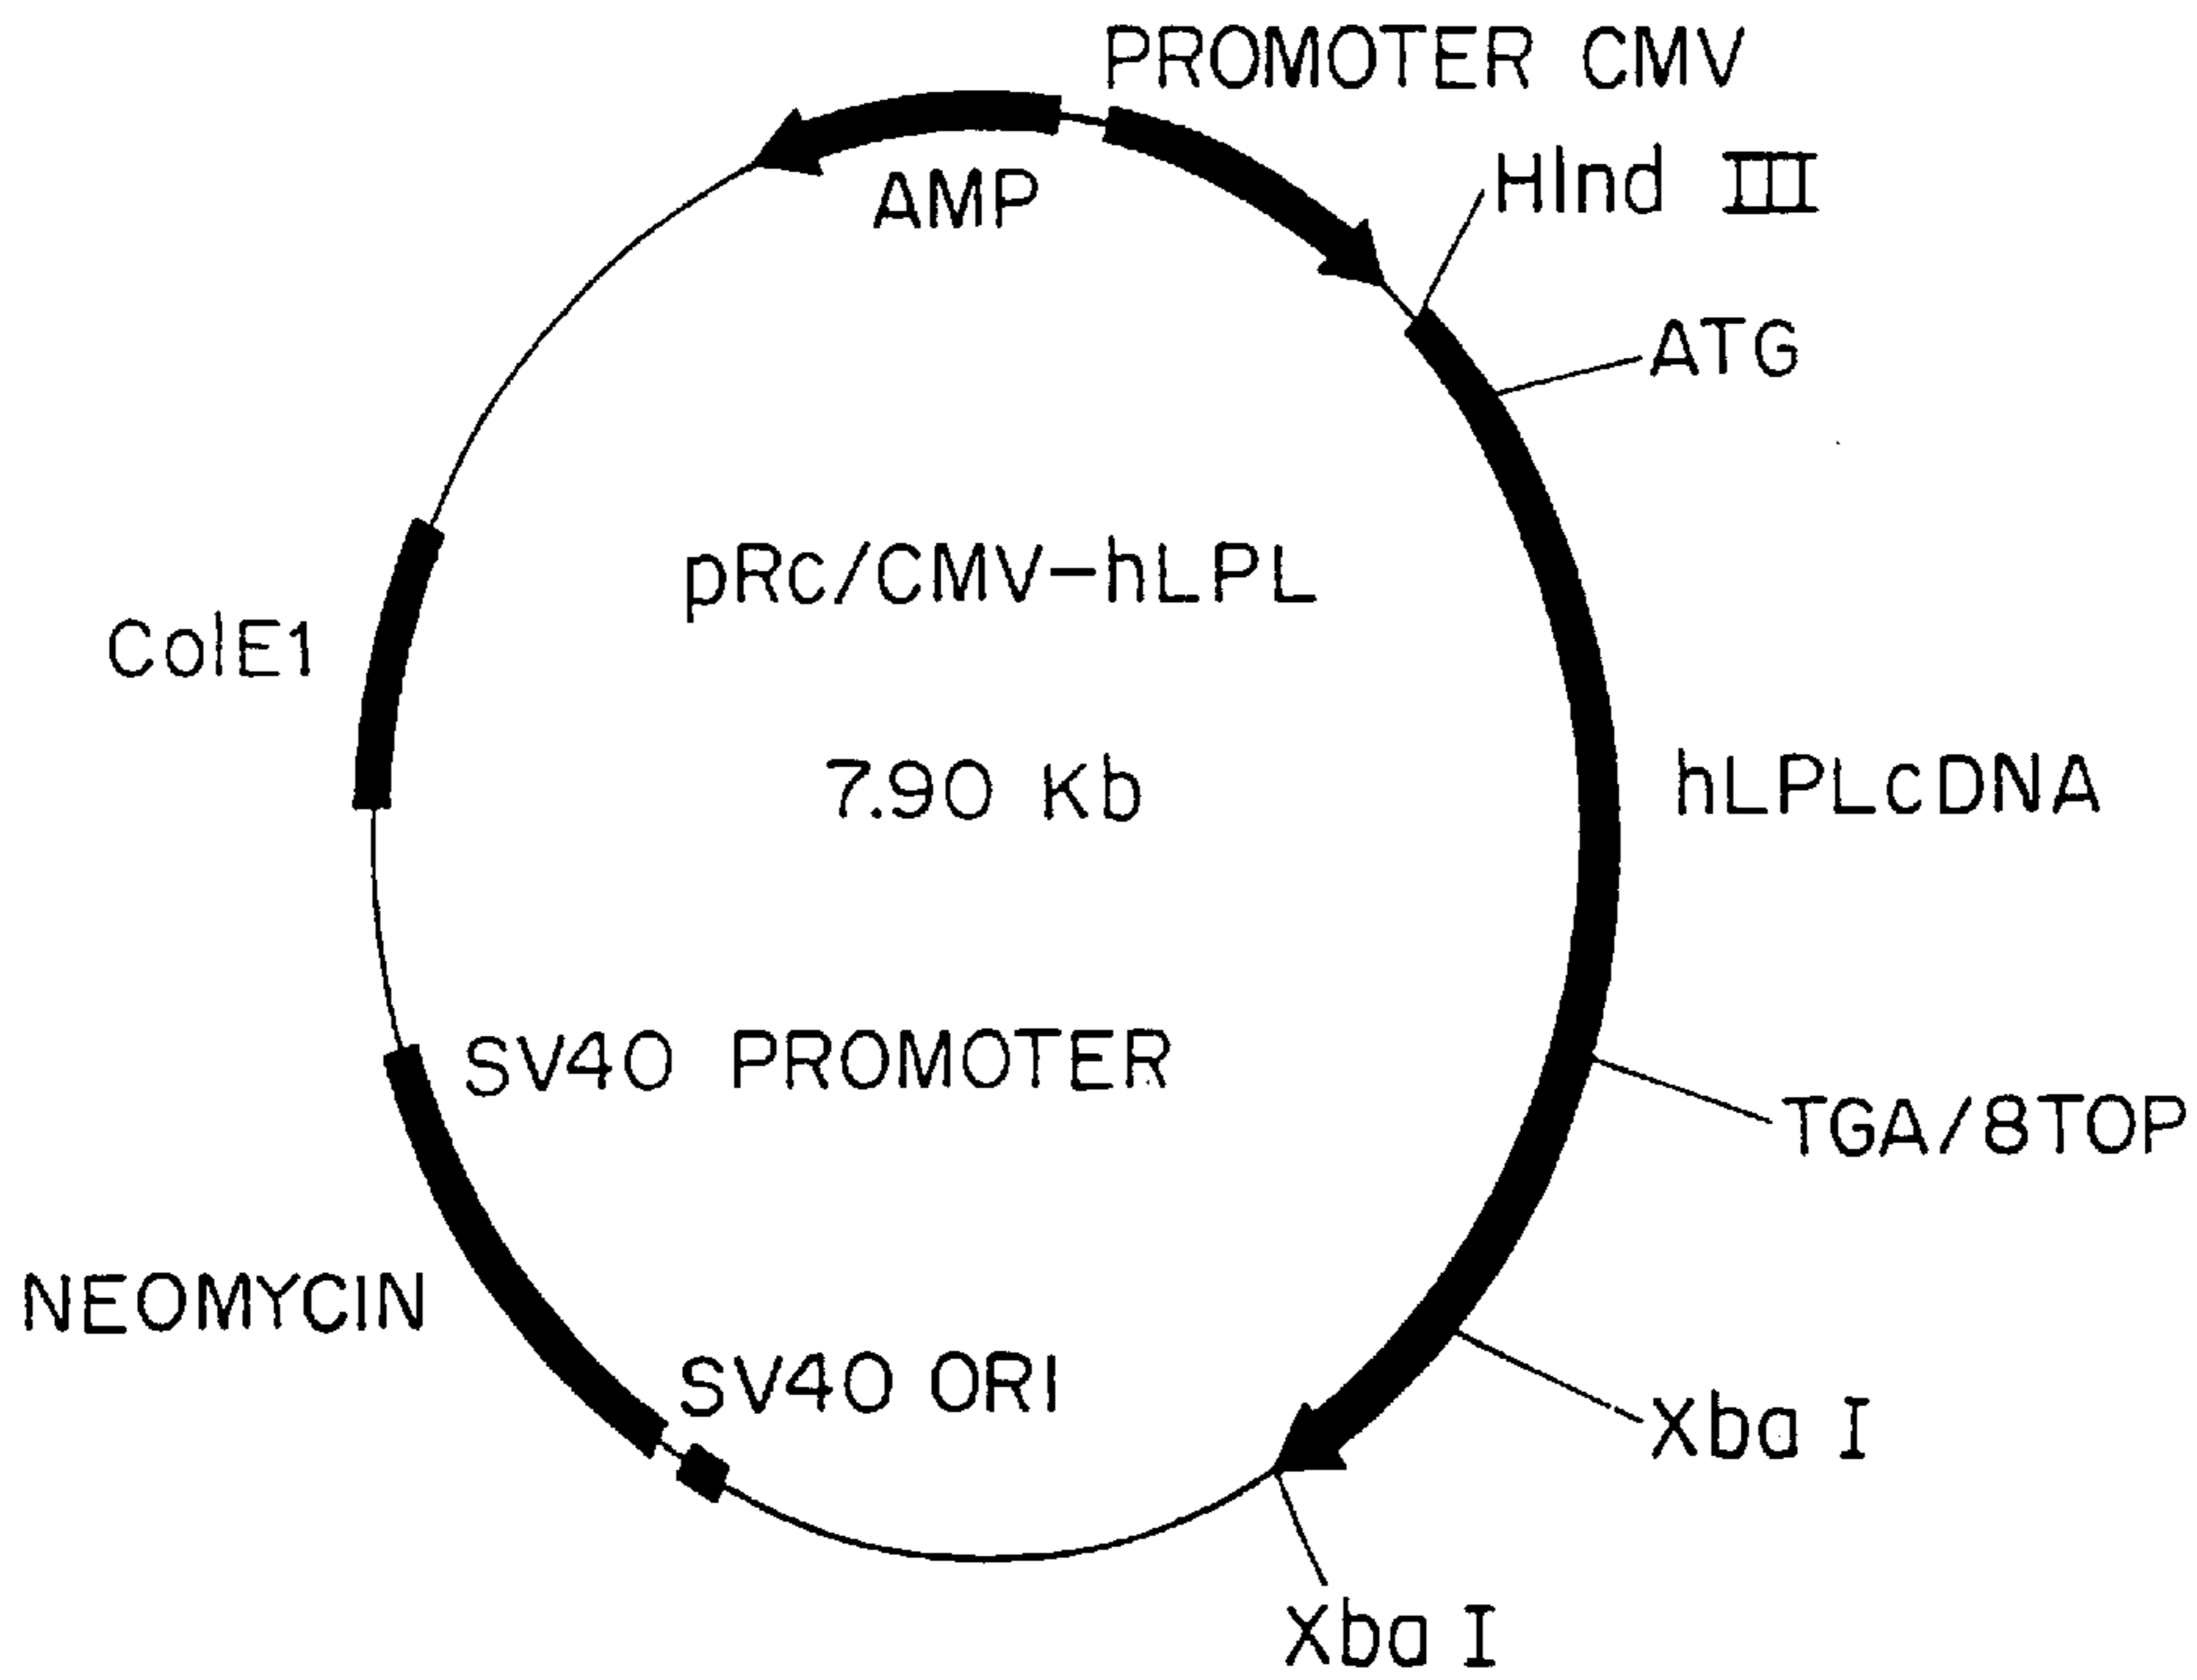 PROMOTER CMV
HInd III
AMP
ATG
pRc/CMV-hLPL
ColE1
7.90 Kb
hLPLcDNA
SV40 PROMOTER
TGA/8TOP
NEOMYCIN
SV40 ORI
Xba I
Xba I